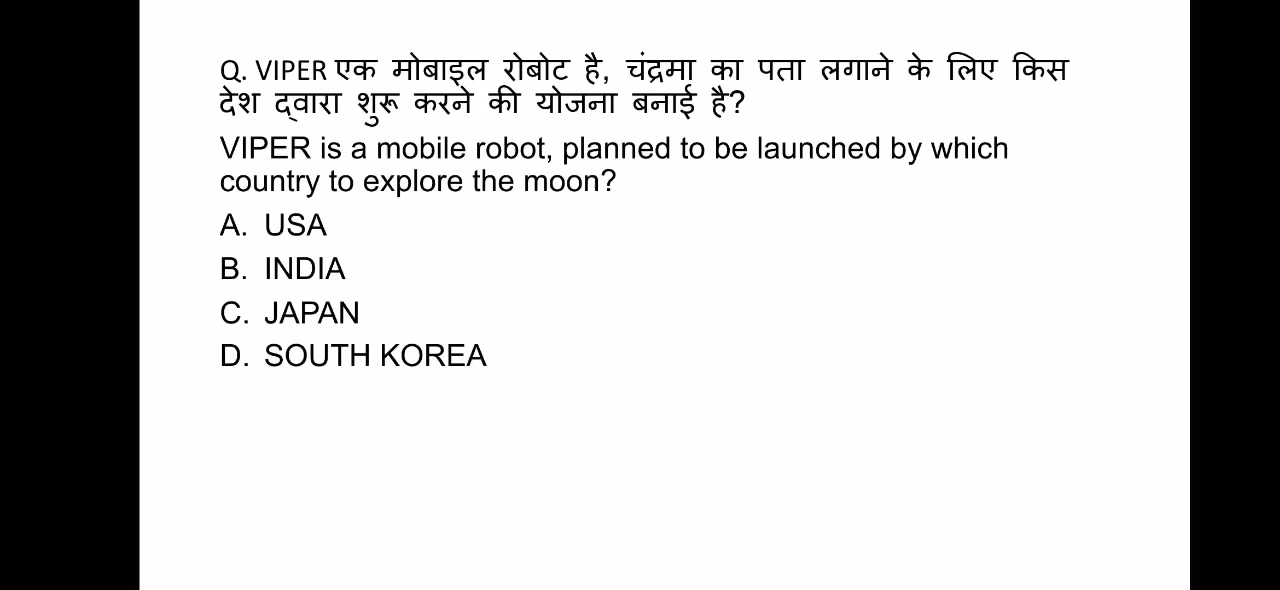 Q. VIPER एक मोबाइल रोबोट है, चंद्रमा का पता लगाने के लिए किस
देश द्वारा शुरू करने की योजना बनाई है?
VIPER is a mobile robot, planned to be launched by which
country to explore the moon?
A. USA
B. INDIA
C. JAPAN
D. SOUTH KOREA